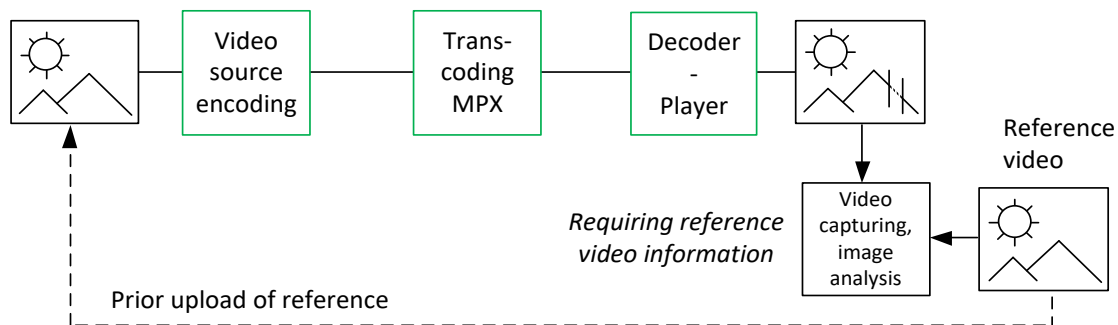 Video
source
encoding
Trans-
coding
MPX
Decoder
-
Player
Reference
video
Requiring reference
video information
Video
capturing,
image
analysis
Prior upload of reference